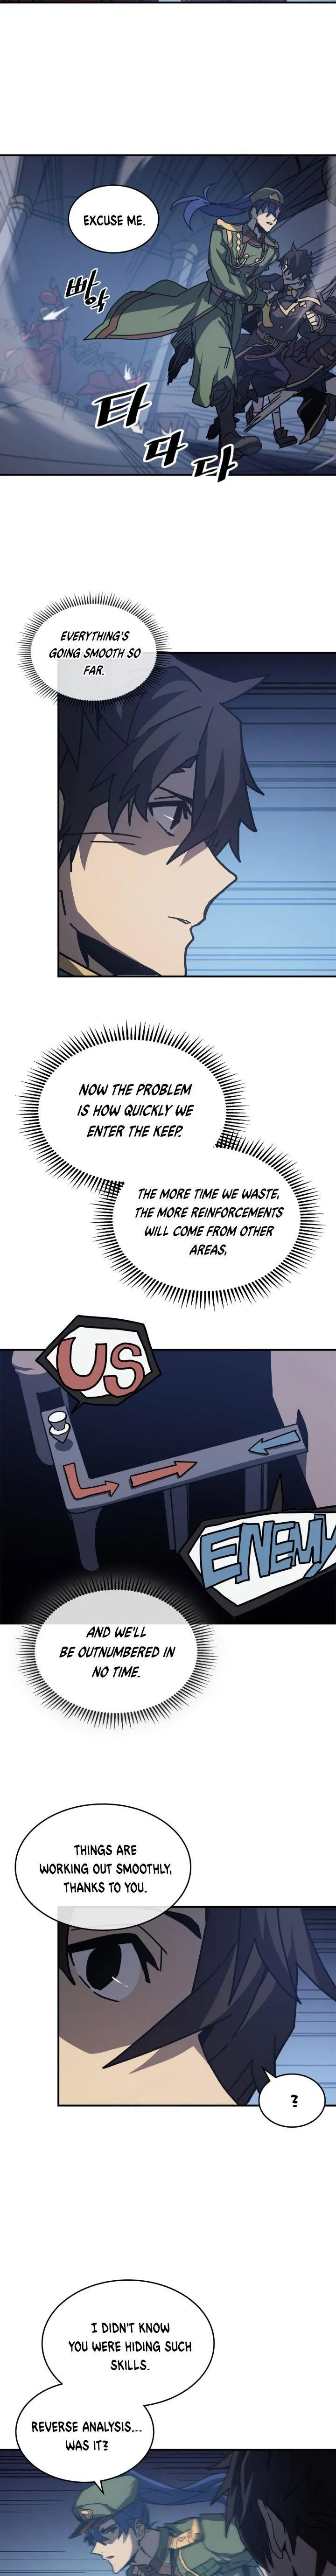 EXCUSE ME.
빠악
타
다
다
EVERYTHING'S
GOING SMOOTH SO
FAR.
NOW THE PROBLEM
IS HOW QUICKLY WE
ENTER THE KEEP.
THE MORE TIME WE WASTE,
THE MORE REINFORCEMENTS
WILL COME FROM OTHER
AREAS,
US
ENEMY
AND WE'LL
BE OUTNUMBERED IN
NO TIME.
THINGS ARE
WORKING OUT SMOOTHLY,
THANKS TO YOU.
?
I DIDN'T KNOW
YOU WERE HIDING SUCH
SKILLS.
REVERSE ANALYSIS...
WAS IT?